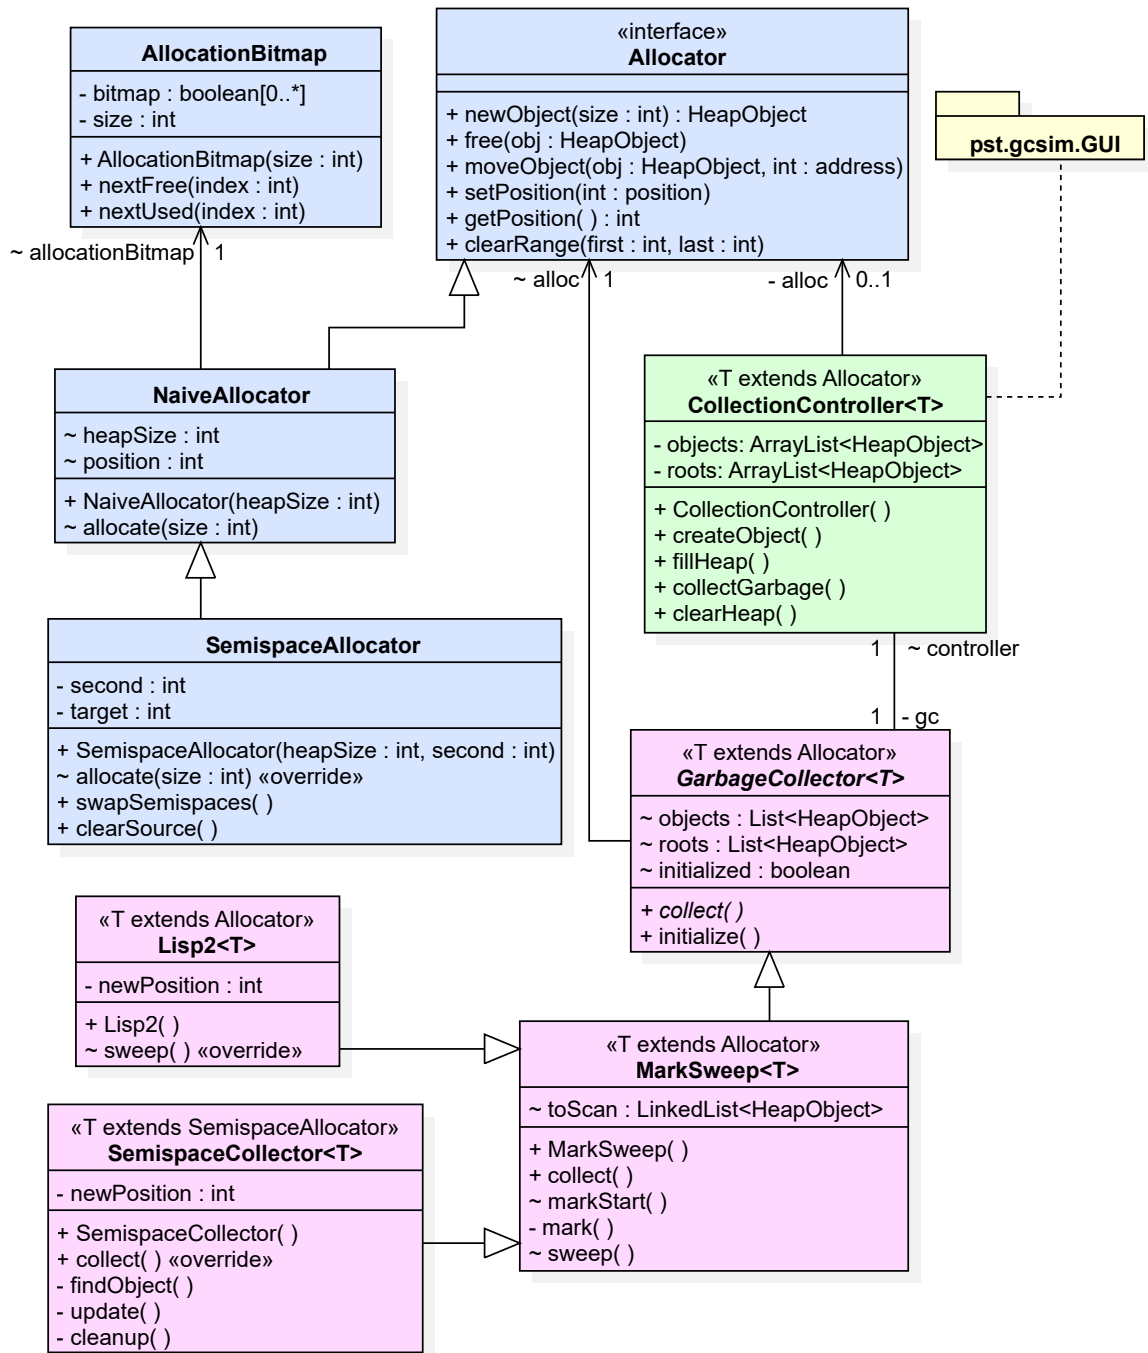 AllocationBitmap
- bitmap : boolean[0..*]
- size : int
+ AllocationBitmap(size : int)
+ nextFree(index : int)
+ nextUsed(index : int)
«interface»
Allocator
+ newObject(size : int) : HeapObject
+ free(obj : HeapObject)
+ moveObject(obj : HeapObject, int : address)
+ setPosition(int : position)
+ getPosition( ) : int
+ clearRange(first : int, last : int)
pst.gcsim.GUI
~ allocationBitmap
1
~ alloc
1
- alloc
0..1
NaiveAllocator
~ heapSize : int
~ position : int
+ NaiveAllocator(heapSize : int)
~ allocate(size : int)
«T extends Allocator»
CollectionController<T>
- objects: ArrayList<HeapObject>
- roots: ArrayList<HeapObject>
+ CollectionController( )
+ createObject( )
+ fillHeap( )
+ collectGarbage( )
+ clearHeap( )
SemispaceAllocator
- second : int
- target : int
+ SemispaceAllocator(heapSize : int, second : int)
~ allocate(size : int) «override»
+ swapSemispaces( )
+ clearSource( )
1
~ controller
1
- gc
«T extends Allocator»
GarbageCollector<T>
~ objects : List<HeapObject>
~ roots : List<HeapObject>
~ initialized : boolean
+ collect( )
+ initialize( )
«T extends Allocator»
Lisp2<T>
- newPosition : int
+ Lisp2( )
~ sweep( ) «override»
«T extends Allocator»
MarkSweep<T>
~ toScan : LinkedList<HeapObject>
+ MarkSweep( )
+ collect( )
~ markStart( )
- mark( )
~ sweep( )
«T extends SemispaceAllocator»
SemispaceCollector<T>
- newPosition : int
+ SemispaceCollector( )
+ collect( ) «override»
- findObject( )
- update( )
- cleanup( )